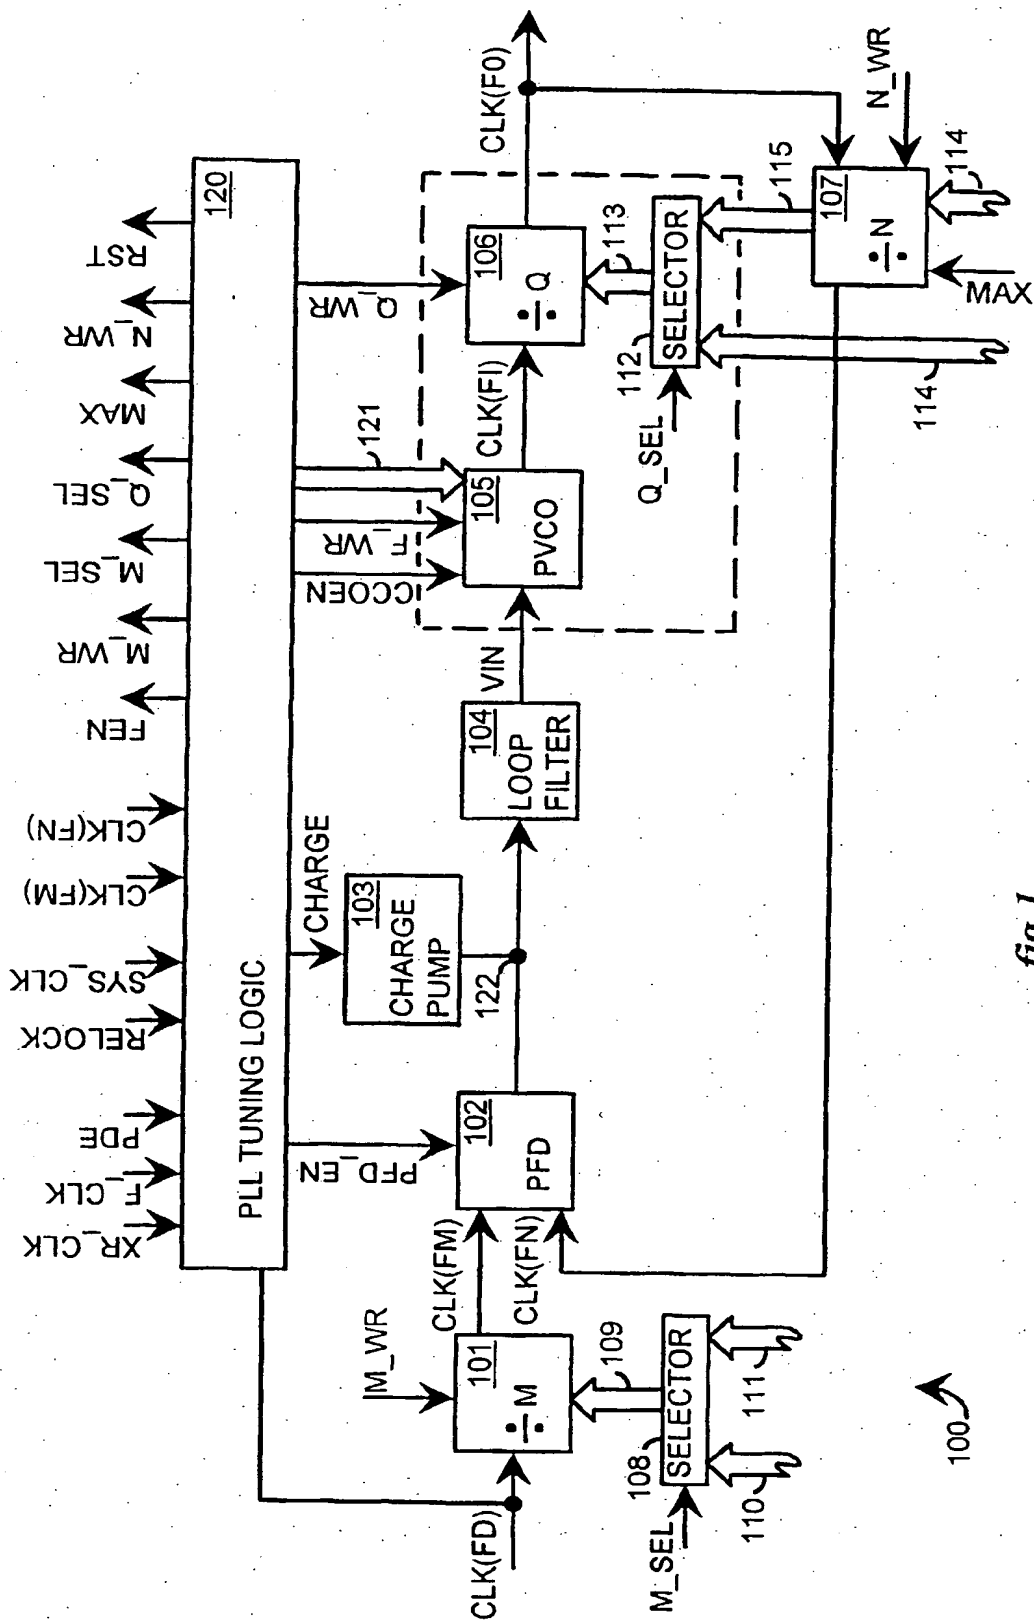 XR_CLK
F_CLK
PDE
RELOCK
SYS_CLK
CLK(FM)
CLK(FN)
FEN
M_WR
M_SEL
Q_SEL
MAX
N_WR
RST
PLL TUNING LOGIC
120
PFD_EN
CHARGE
CCOEN
F_WR
121
Q_WR
103
CHARGE
PUMP
122
CLK(FD)
M_WR
101
÷M
CLK(FM)
CLK(FN)
102
PFD
104
LOOP
FILTER
VIN
105
PVCO
CLK(FI)
106
÷Q
CLK(F0)
M_SEL
108
SELECTOR
109
110
111
Q_SEL
112
SELECTOR
113
114
115
107
÷N
N_WR
MAX
114
100
fig.1